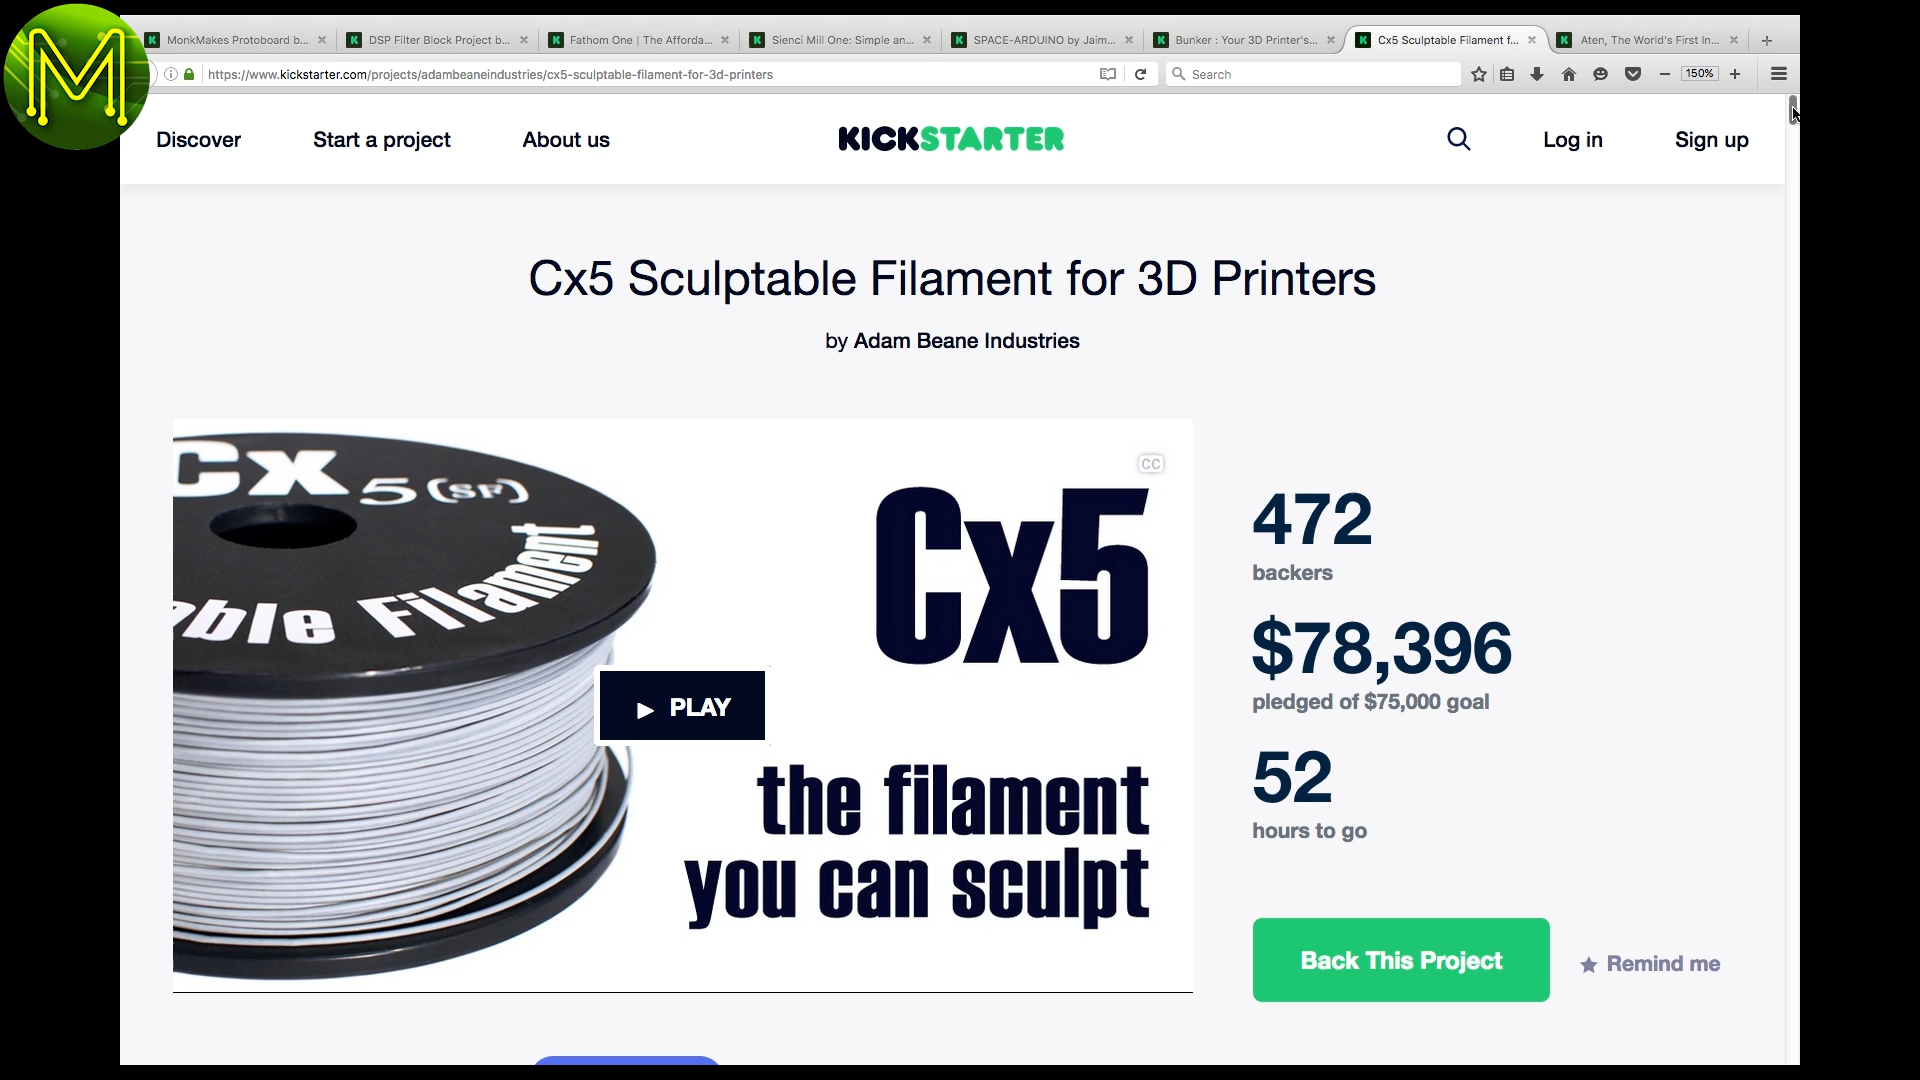 M
MonkMakes Protoboard b...
DSP Filter Block Project b...
Fathom One | The Afforda...
Sienci Mill One: Simple an...
SPACE-ARDUINO by Jaim...
Bunker : Your 3D Printer's...
Cx5 Sculptable Filament f...
Aten, The World's First In...
https://www.kickstarter.com/projects/adambeaneindustries/cx5-sculptable-filament-for-3d-printers
Search
150%
Discover
Start a project
About us
KICKSTARTER
Log in
Sign up
Cx5 Sculptable Filament for 3D Printers
by Adam Beane Industries
Cx5(SF)
able Filament
CC
Cx5
PLAY
the filament
you can sculpt
472
backers
$78,396
pledged of $75,000 goal
52
hours to go
Back This Project
Remind me